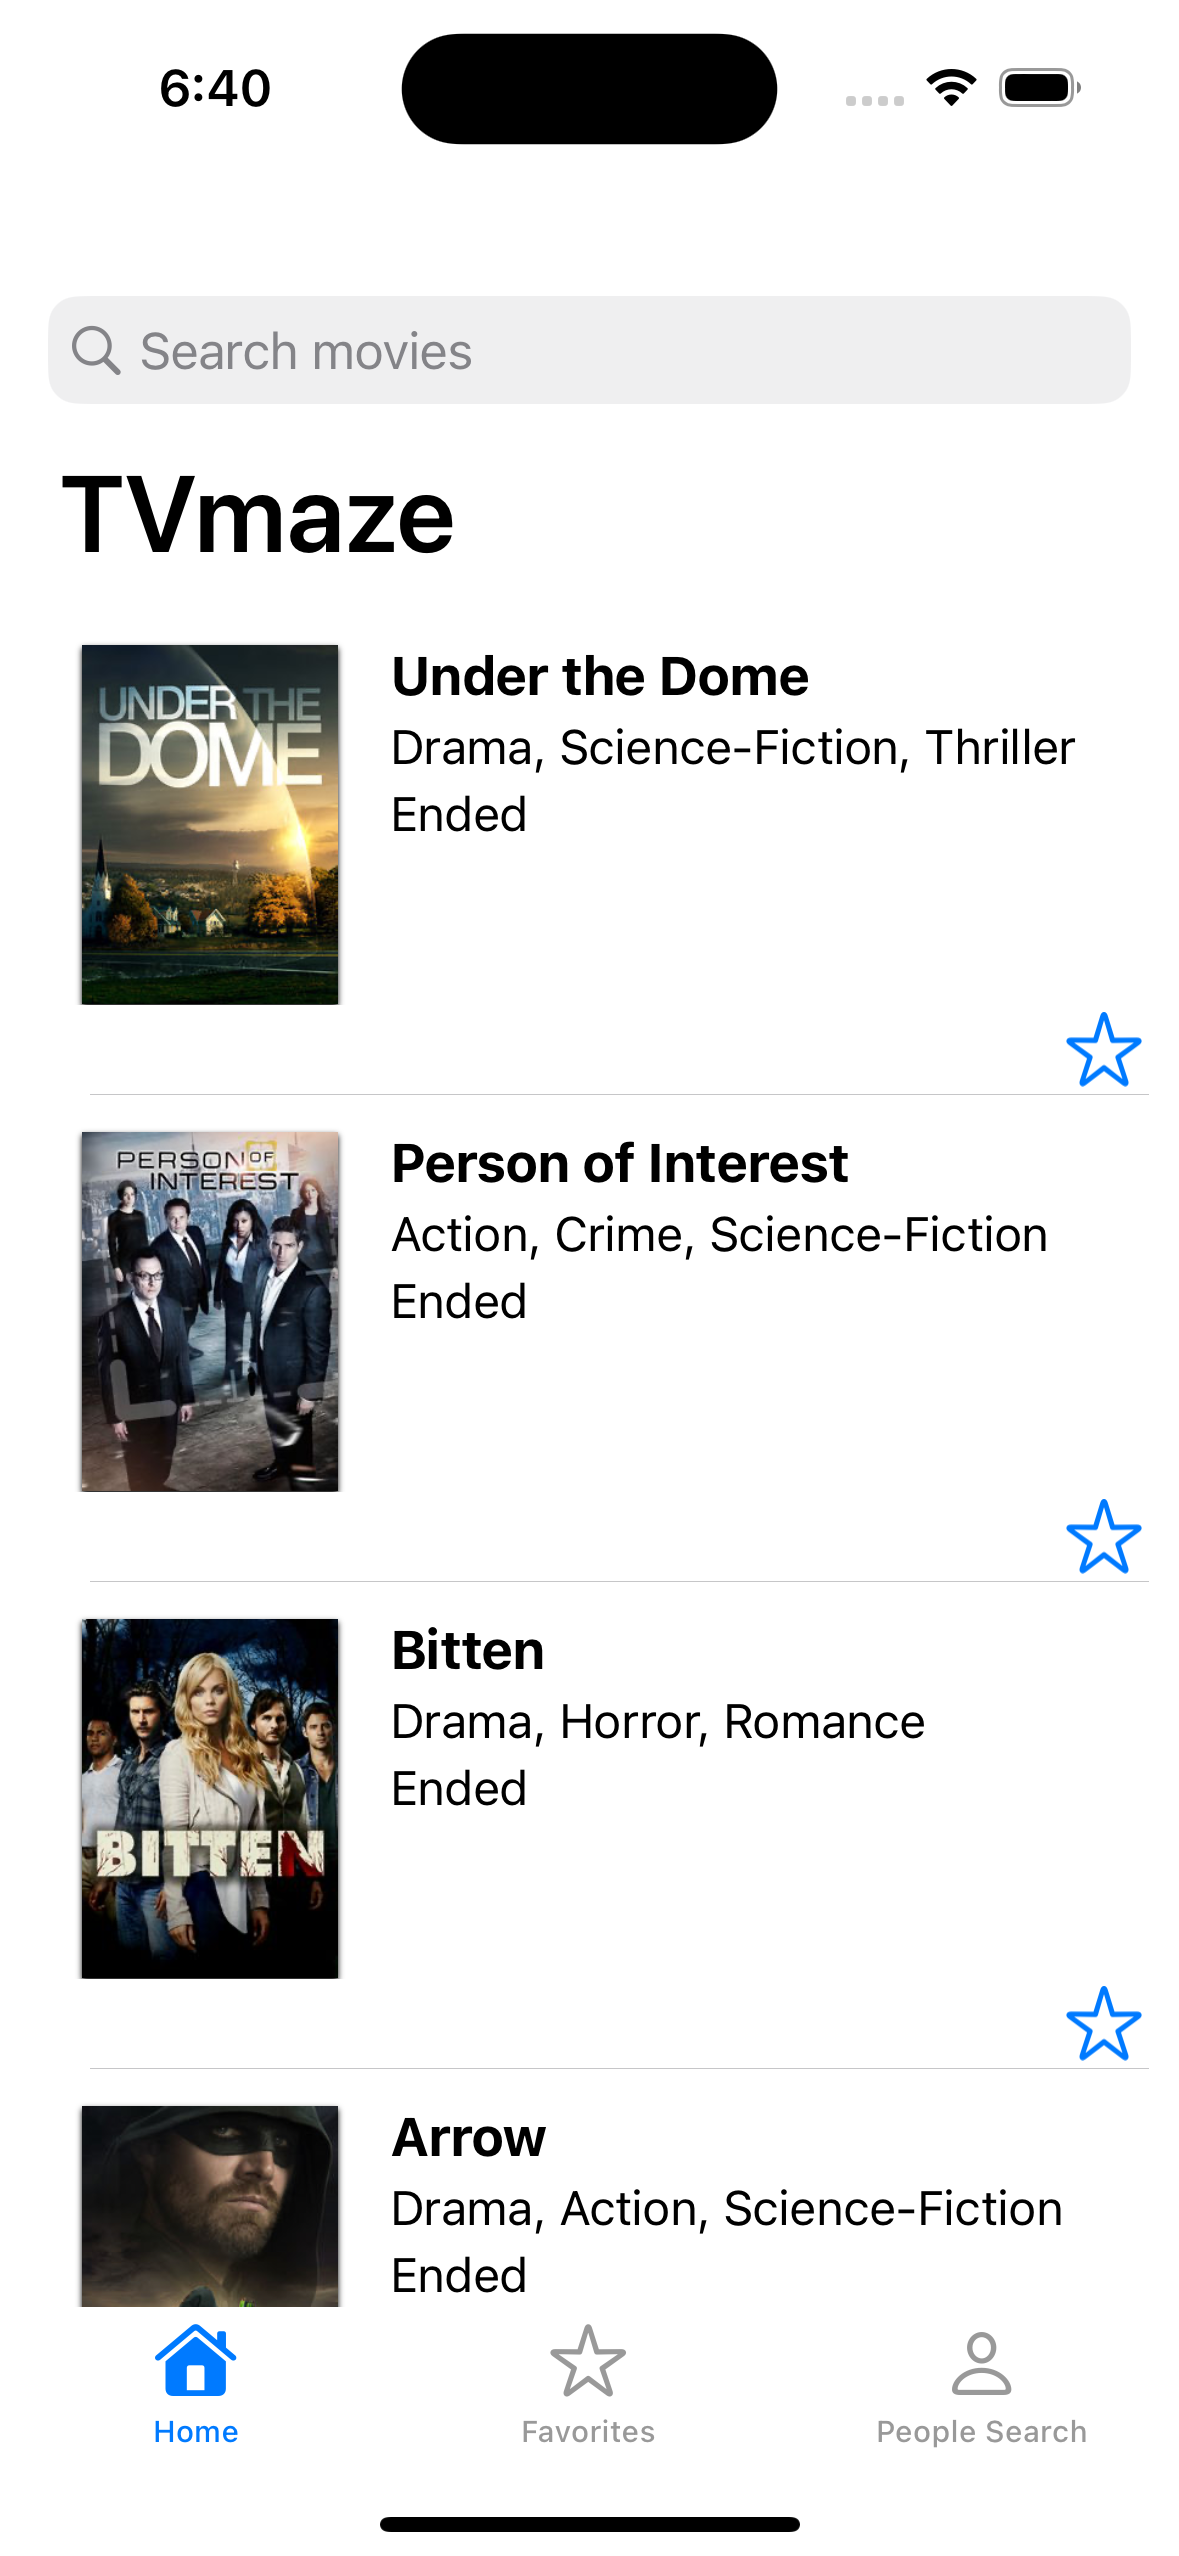 6:40
Search movies
TVmaze
UNDER THE
DOME
Under the Dome
Drama, Science-Fiction, Thriller
Ended
PERSON OF
INTEREST
Person of Interest
Action, Crime, Science-Fiction
Ended
BITTEN
Bitten
Drama, Horror, Romance
Ended
Arrow
Drama, Action, Science-Fiction
Ended
Home
Favorites
People Search